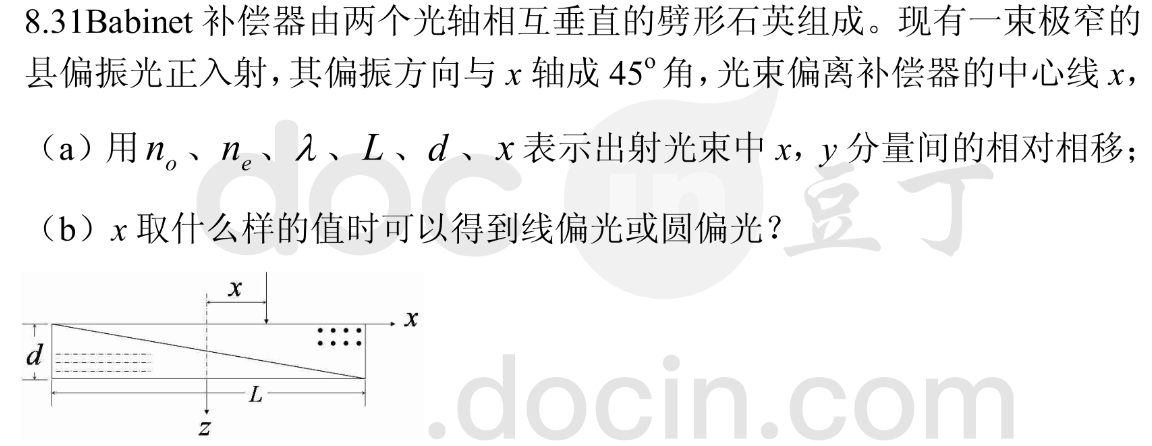 8.31Babinet 补偿器由两个光轴相互垂直的劈形石英组成。现有一束极窄的
县偏振光正入射,其偏振方向与 x 轴成 45° 角,光束偏离补偿器的中心线 x,
（a）用 nₒ 、 nₑ 、 λ 、 L 、 d 、 x 表示出射光束中 x, y 分量间的相对相移;
（b）x 取什么样的值时可以得到线偏光或圆偏光?
x
x
d
L
z
doc in 豆丁
.docin.com